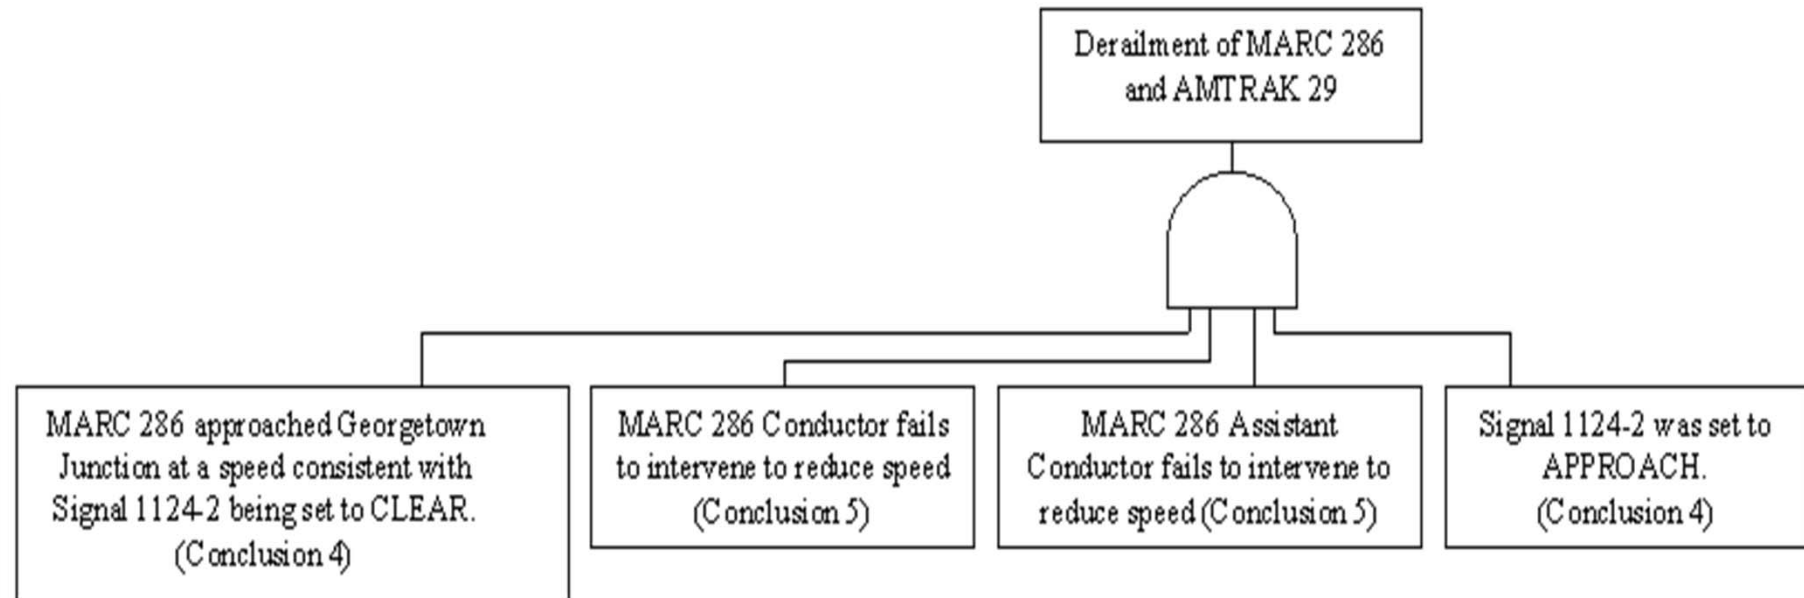 Derailment of MARC 286
and AMTRAK 29
MARC 286 approached Georgetown
Junction at a speed consistent with
Signal 1124-2 being set to CLEAR.
(Conclusion 4)
MARC 286 Conductor fails
to intervene to reduce speed
(Conclusion 5)
MARC 286 Assistant
Conductor fails to intervene to
reduce speed (Conclusion 5)
Signal 1124-2 was set to
APPROACH.
(Conclusion 4)